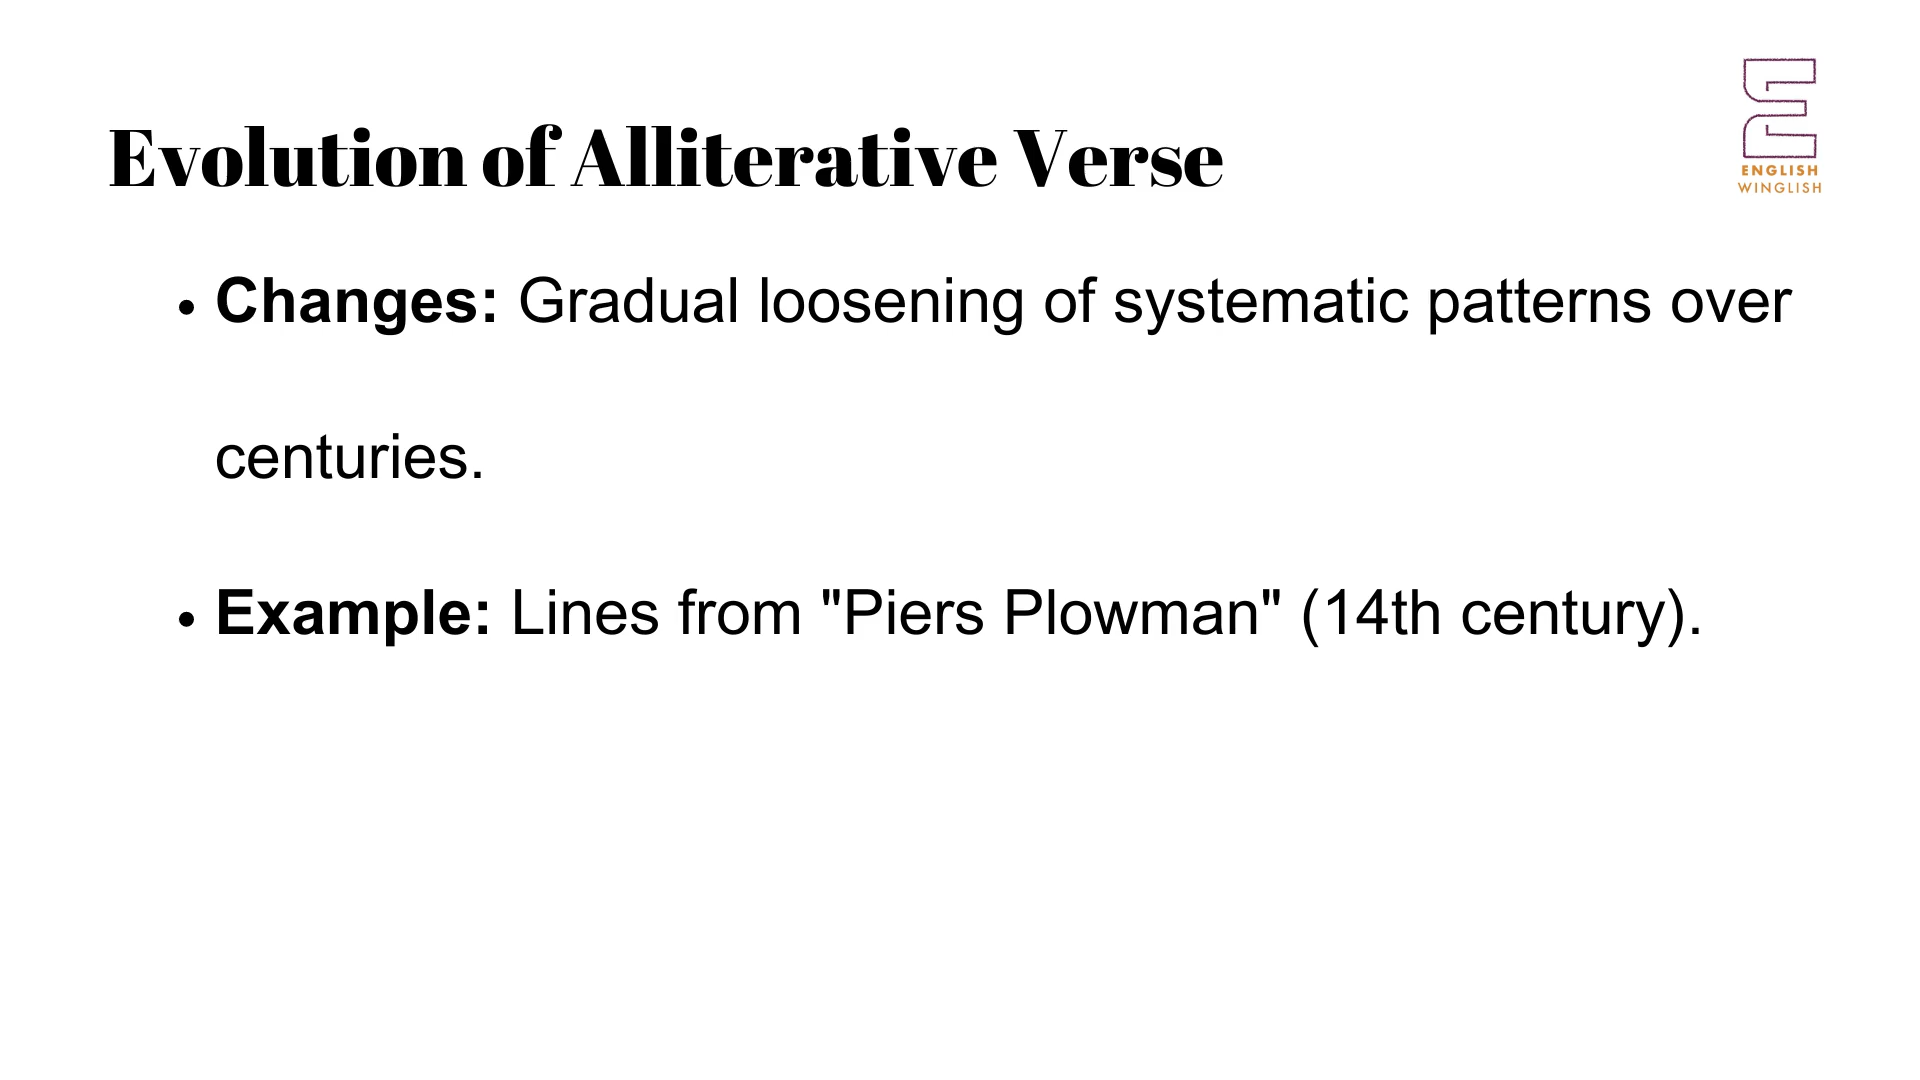 Evolution of Alliterative Verse
ENGLISH
WINGLISH
• Changes: Gradual loosening of systematic patterns over
centuries.
• Example: Lines from "Piers Plowman" (14th century).